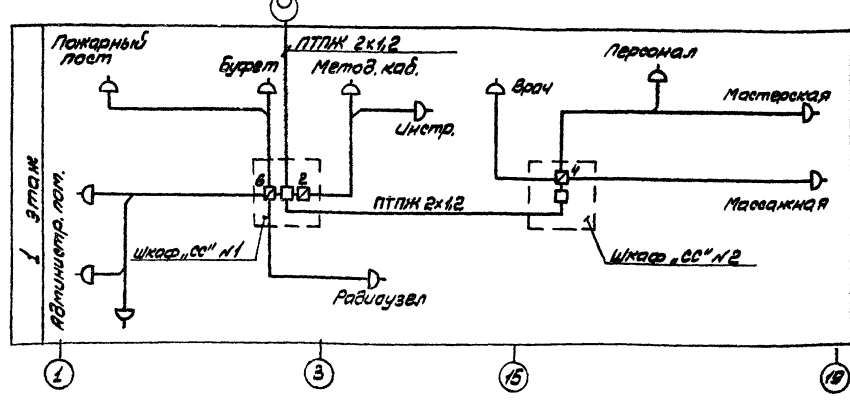 Пожарный
пост
Буфет
ПТПЖ 2х1,2
Метод. каб.
Инстр.
Врач
Персонал
Мастерская
Массажная
6
2
4
ПТПЖ 2х1,2
Шкаф „СС" №1
Шкаф „СС" №2
Радиоузел
1 этаж
Администр. пом.
1
3
15
19